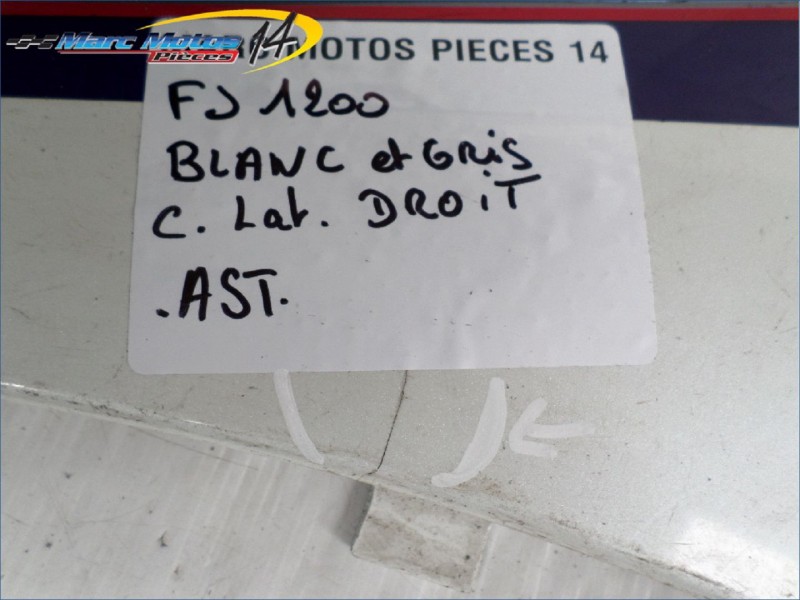 Marc Motos 14 MOTOS PIECES 14
Pièces
FJ 1200
BLANC et GRIS
C. Lat. DROIT
.AST.